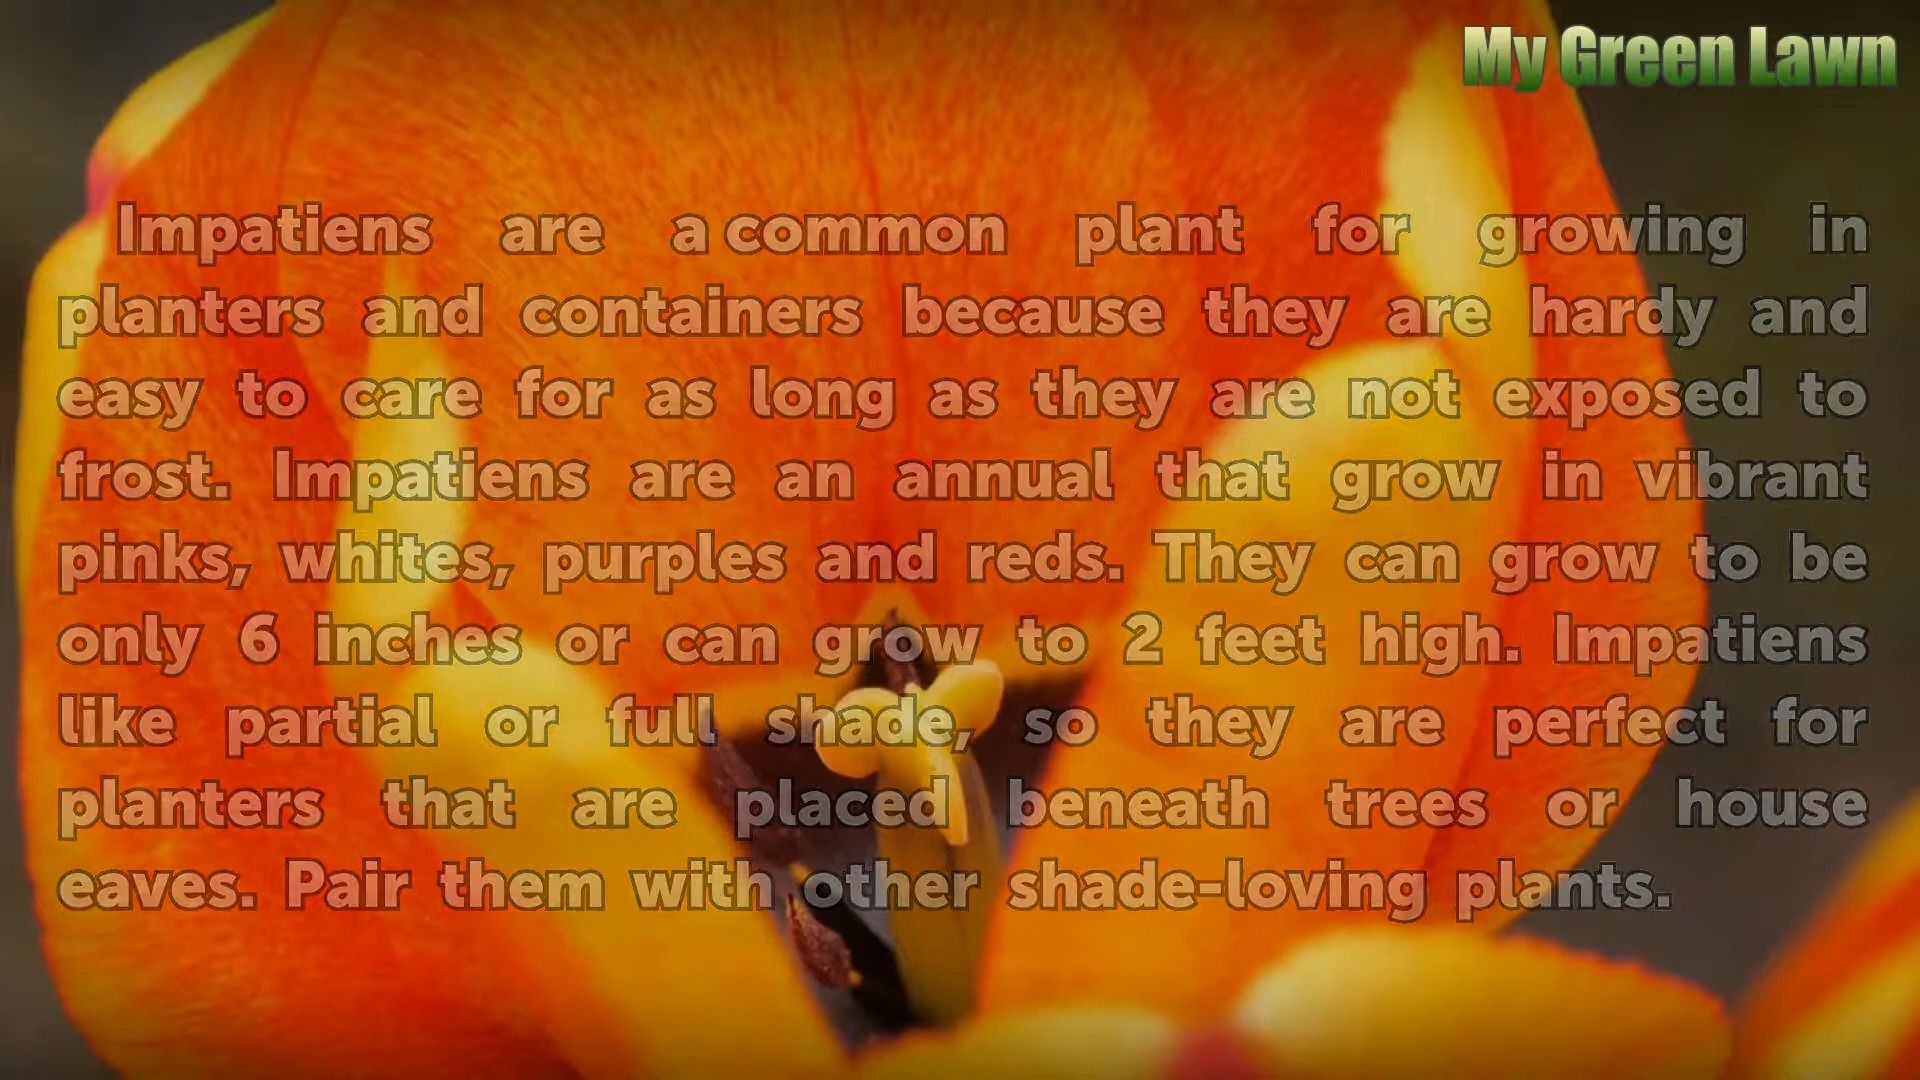 My Green Lawn
Impatiens are a common plant for growing in
planters and containers because they are hardy and
easy to care for as long as they are not exposed to
frost. Impatiens are an annual that grow in vibrant
pinks, whites, purples and reds. They can grow to be
only 6 inches or can grow to 2 feet high. Impatiens
like partial or full shade, so they are perfect for
planters that are placed beneath trees or house
eaves. Pair them with other shade-loving plants.